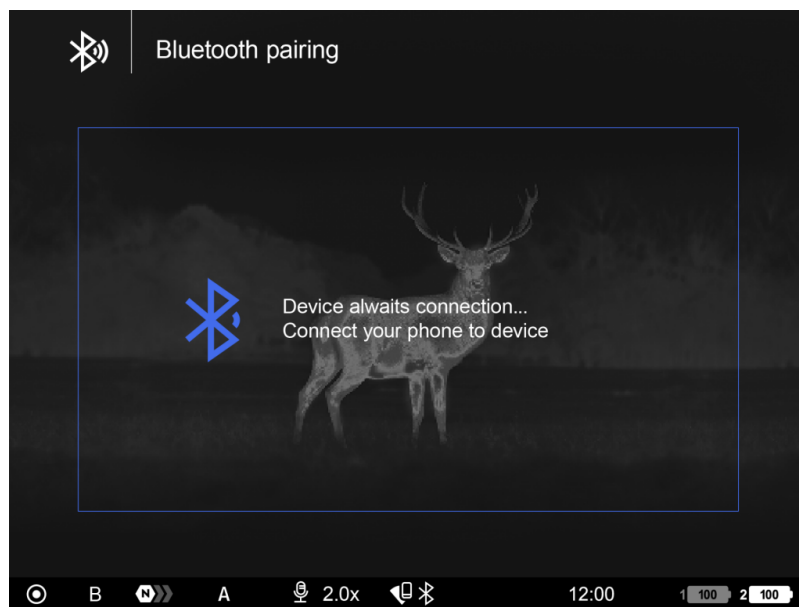 Bluetooth pairing
Device alwaits connection...
Connect your phone to device
B N A 2.0x 12:00 1 100 2 100